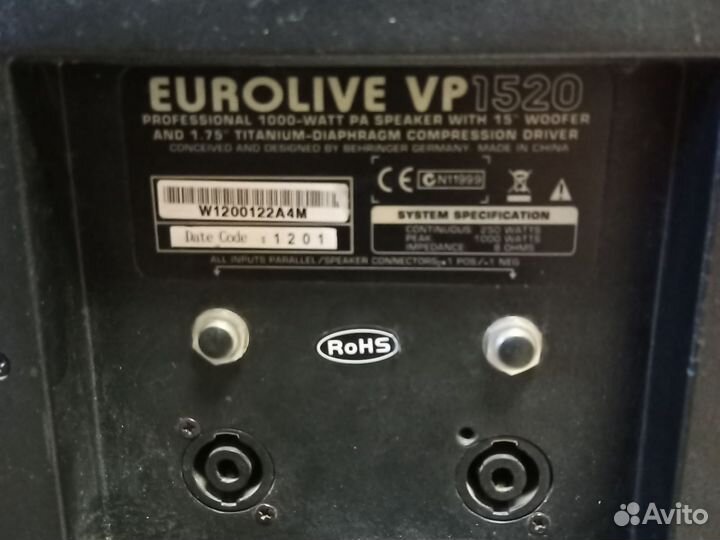 EUROLIVE VP1520
PROFESSIONAL 1000-WATT PA SPEAKER WITH 15" WOOFER
AND 1.75" TITANIUM-DIAPHRAGM COMPRESSION DRIVER
CONCEIVED AND DESIGNED BY BEHRINGER GERMANY. MADE IN CHINA
W1200122A4M
Date Code : 1201
CE N11999
SYSTEM SPECIFICATION
CONTINUOUS 250 WATTS
PEAK 1000 WATTS
IMPEDANCE 8 OHMS
ALL INPUTS PARALLEL/SPEAKER CONNECTORS: +1 POS/-1 NEG
RoHS
Avito